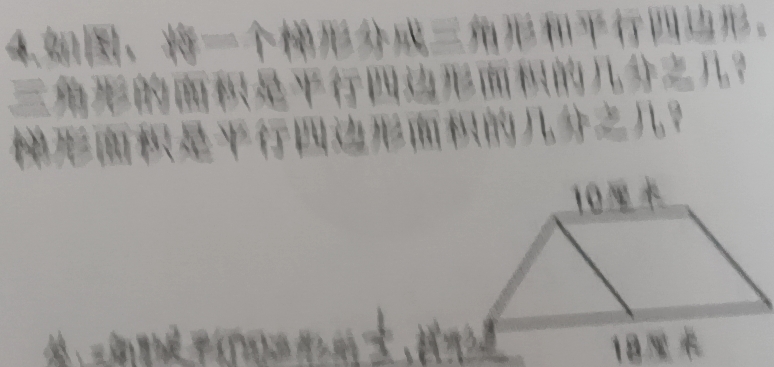 4.如图，将一个梯形分成三角形和平行四边形，
三角形的面积是平行四边形面积的几分之几？
梯形面积是平行四边形面积的几分之几？
10厘米
18厘米